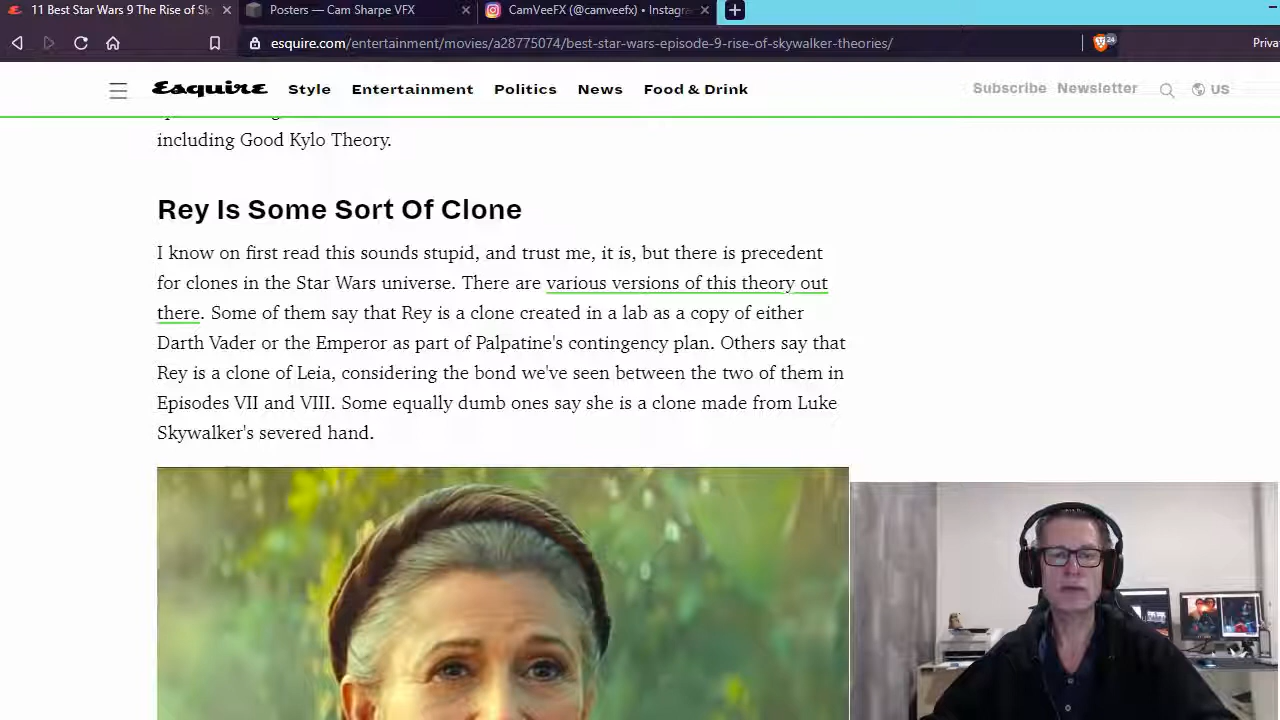 11 Best Star Wars 9 The Rise of Sk
Posters — Cam Sharpe VFX
CamVeeFX (@camveefx) • Instagr
esquire.com/entertainment/movies/a28775074/best-star-wars-episode-9-rise-of-skywalker-theories/
24
Priva
Esquire
Style
Entertainment
Politics
News
Food & Drink
Subscribe
Newsletter
US
including Good Kylo Theory.
Rey Is Some Sort Of Clone
I know on first read this sounds stupid, and trust me, it is, but there is precedent
for clones in the Star Wars universe. There are various versions of this theory out
there. Some of them say that Rey is a clone created in a lab as a copy of either
Darth Vader or the Emperor as part of Palpatine's contingency plan. Others say that
Rey is a clone of Leia, considering the bond we've seen between the two of them in
Episodes VII and VIII. Some equally dumb ones say she is a clone made from Luke
Skywalker's severed hand.